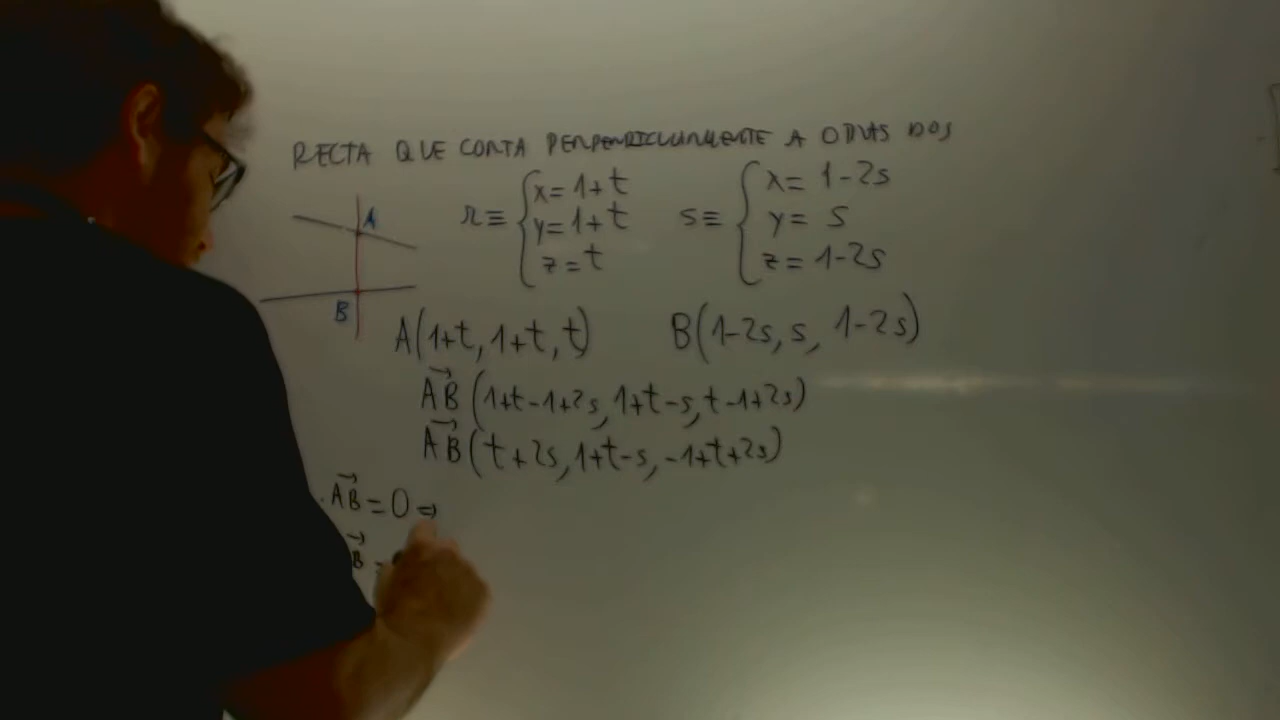 RECTA QUE CORTA PERPENDICULARMENTE A OTRAS DOS
A
B
r≡ { x= 1+t
y= 1+t
z= t
s≡ { x= 1-2s
y= s
z= 1-2s
A(1+t, 1+t, t) B(1-2s, s, 1-2s)
AB→ (1+t-1+2s, 1+t-s, t-1+2s)
AB→ (t+2s, 1+t-s, -1+t+2s)
. AB→ = 0 ⇒
B→ =